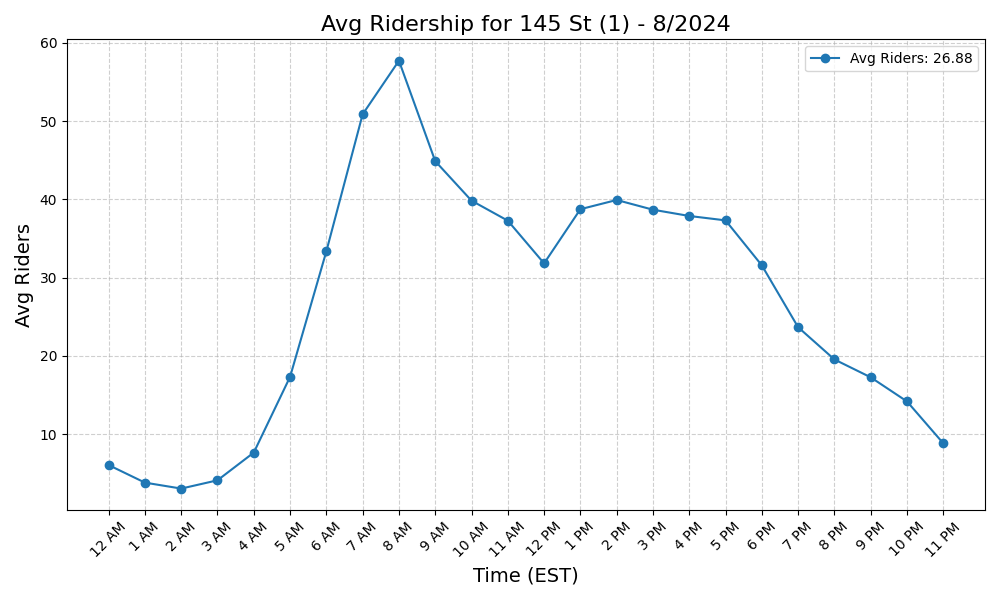 Avg Ridership for 145 St (1) - 8/2024
Avg Riders: 26.88
Avg Riders
60
50
40
30
20
10
12 AM
1 AM
2 AM
3 AM
4 AM
5 AM
6 AM
7 AM
8 AM
9 AM
10 AM
11 AM
12 PM
1 PM
2 PM
3 PM
4 PM
5 PM
6 PM
7 PM
8 PM
9 PM
10 PM
11 PM
Time (EST)